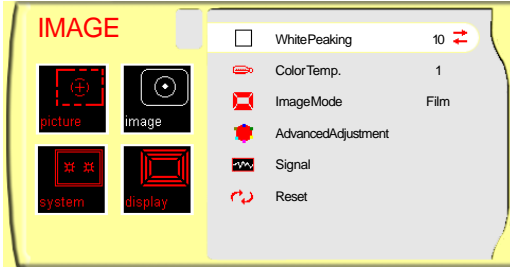 IMAGE
picture
image
system
display
WhitePeaking 10
ColorTemp. 1
ImageMode Film
AdvancedAdjustment
Signal
Reset